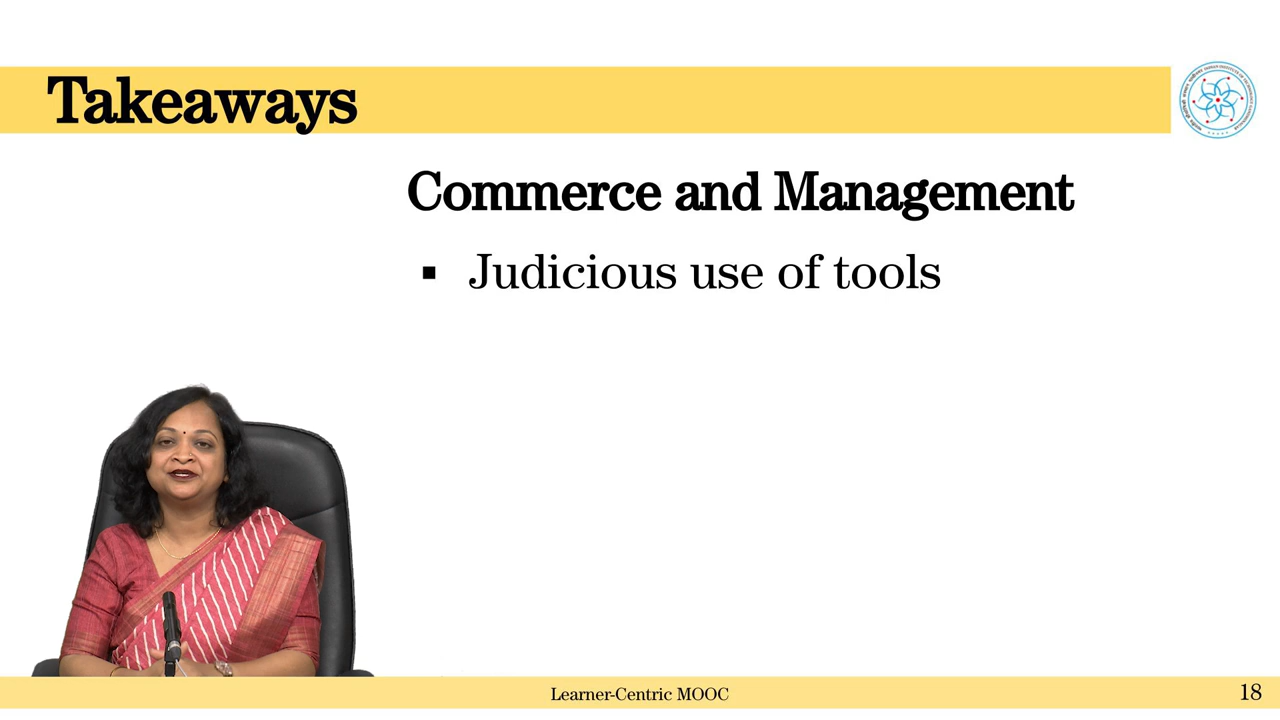 Takeaways
Commerce and Management
▪ Judicious use of tools
Learner-Centric MOOC
18